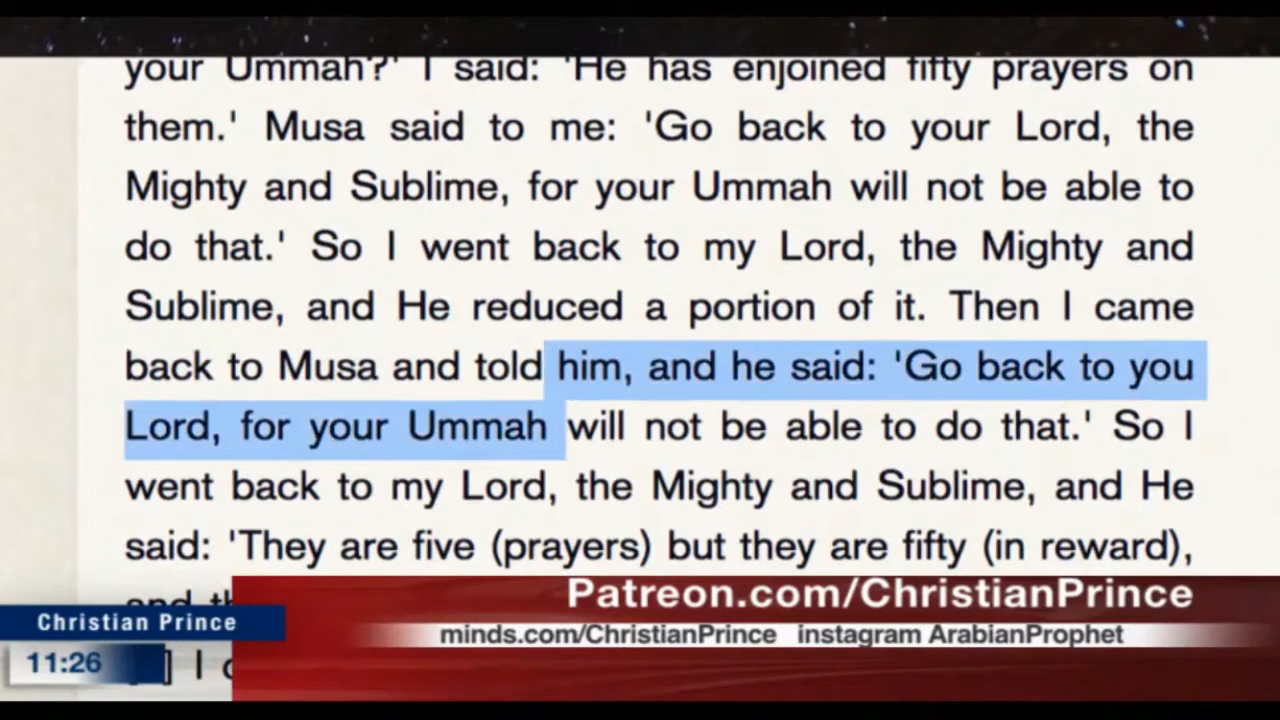 your Ummah?' I said: 'He has enjoined fifty prayers on
them.' Musa said to me: 'Go back to your Lord, the
Mighty and Sublime, for your Ummah will not be able to
do that.' So I went back to my Lord, the Mighty and
Sublime, and He reduced a portion of it. Then I came
back to Musa and told him, and he said: 'Go back to you
Lord, for your Ummah will not be able to do that.' So I
went back to my Lord, the Mighty and Sublime, and He
said: 'They are five (prayers) but they are fifty (in reward),
and
Patreon.com/ChristianPrince
Christian Prince
minds.com/ChristianPrince instagram ArabianProphet
11:26
] I